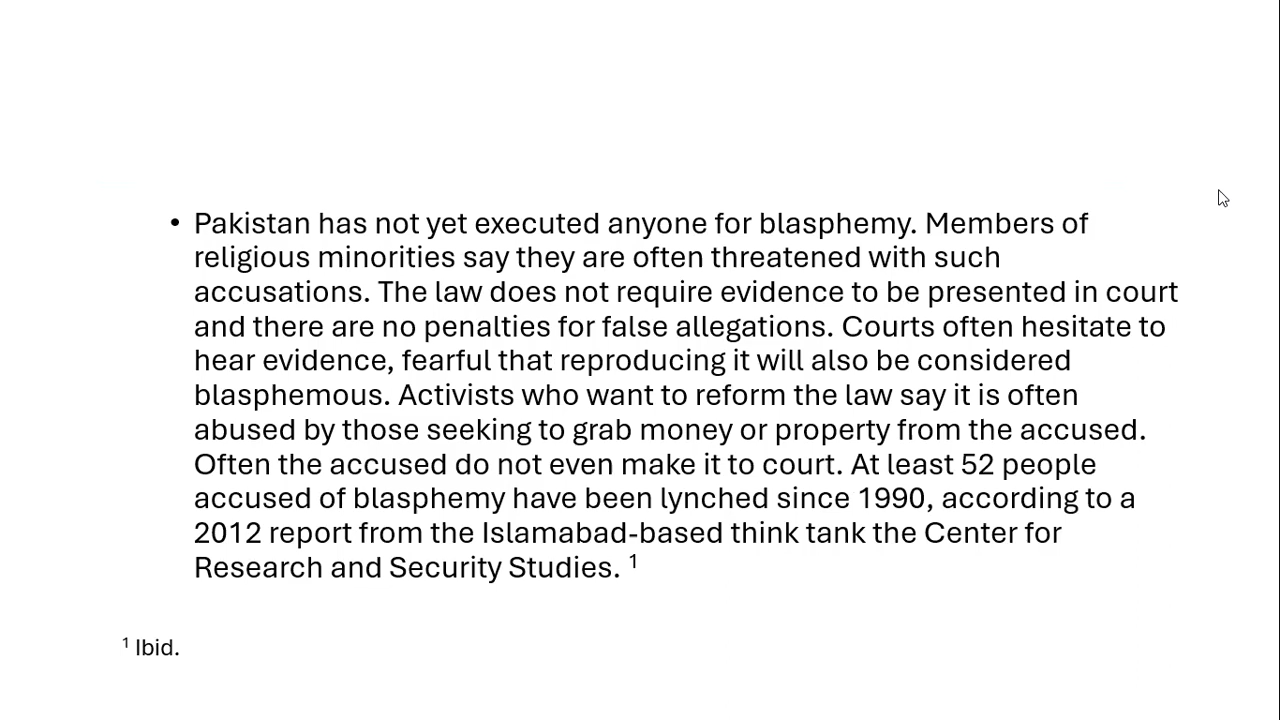 • Pakistan has not yet executed anyone for blasphemy. Members of
religious minorities say they are often threatened with such
accusations. The law does not require evidence to be presented in court
and there are no penalties for false allegations. Courts often hesitate to
hear evidence, fearful that reproducing it will also be considered
blasphemous. Activists who want to reform the law say it is often
abused by those seeking to grab money or property from the accused.
Often the accused do not even make it to court. At least 52 people
accused of blasphemy have been lynched since 1990, according to a
2012 report from the Islamabad-based think tank the Center for
Research and Security Studies. ¹
¹ Ibid.